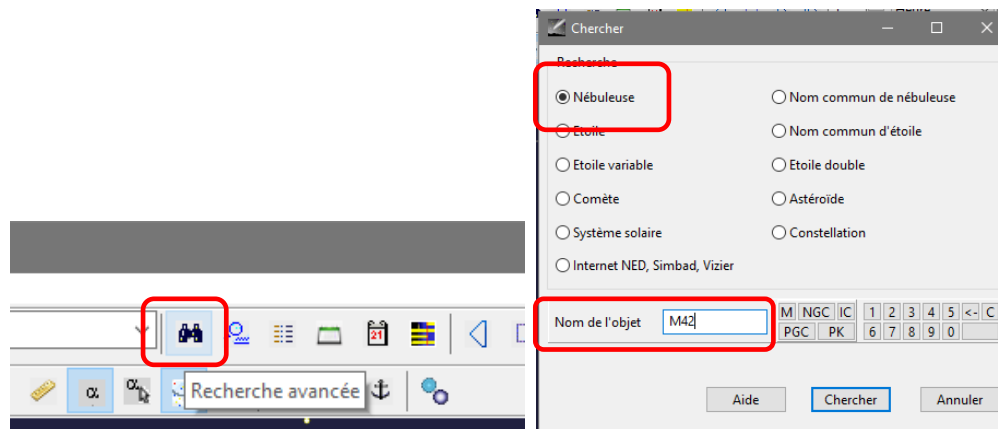 Chercher
Recherche
Nébuleuse
Nom commun de nébuleuse
Etoile
Nom commun d'étoile
Etoile variable
Etoile double
Comète
Astéroïde
Système solaire
Constellation
Internet NED, Simbad, Vizier
Nom de l'objet M42 M NGC IC 1 2 3 4 5 <- C
PGC PK 6 7 8 9 0
21
α α
Recherche avancée
Aide Chercher Annuler